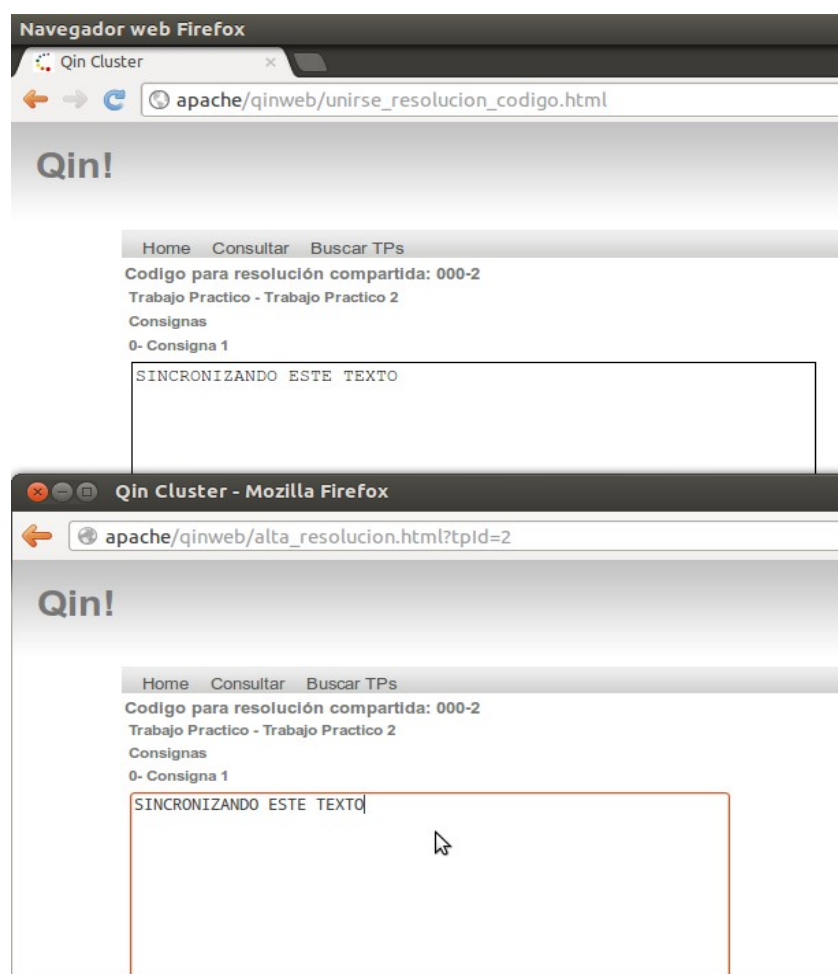 Navegador web Firefox
Qin Cluster
apache/qinweb/unirse_resolucion_codigo.html
Qin!
Home Consultar Buscar TPs
Codigo para resolución compartida: 000-2
Trabajo Practico - Trabajo Practico 2
Consignas
0- Consigna 1
SINCRONIZANDO ESTE TEXTO
Qin Cluster - Mozilla Firefox
apache/qinweb/alta_resolucion.html?tpId=2
Qin!
Home Consultar Buscar TPs
Codigo para resolución compartida: 000-2
Trabajo Practico - Trabajo Practico 2
Consignas
0- Consigna 1
SINCRONIZANDO ESTE TEXTO